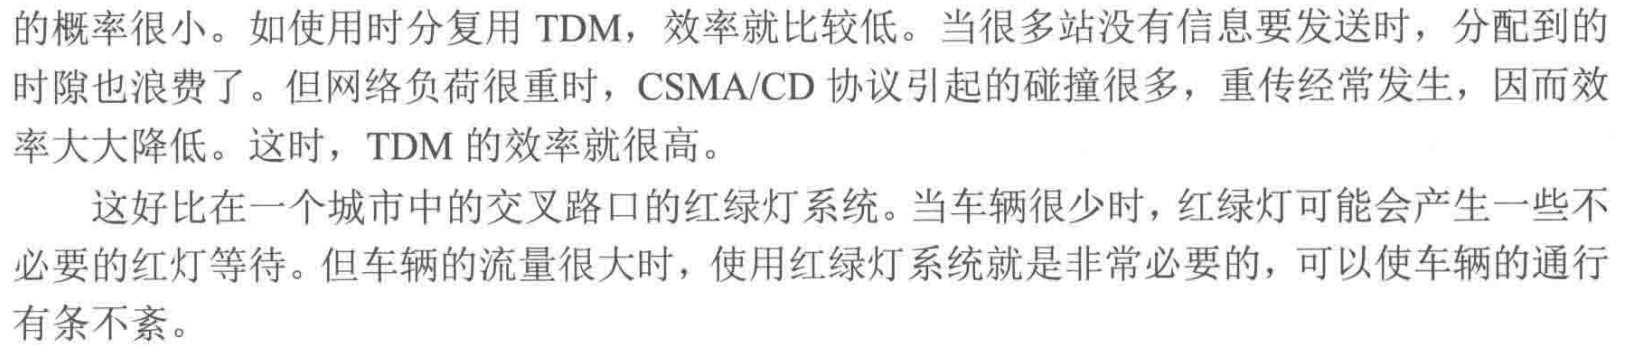 的概率很小。如使用时分复用 TDM，效率就比较低。当很多站没有信息要发送时，分配到的
时隙也浪费了。但网络负荷很重时，CSMA/CD 协议引起的碰撞很多，重传经常发生，因而效
率大大降低。这时，TDM 的效率就很高。
这好比在一个城市中的交叉路口的红绿灯系统。当车辆很少时，红绿灯可能会产生一些不
必要的红灯等待。但车辆的流量很大时，使用红绿灯系统就是非常必要的，可以使车辆的通行
有条不紊。